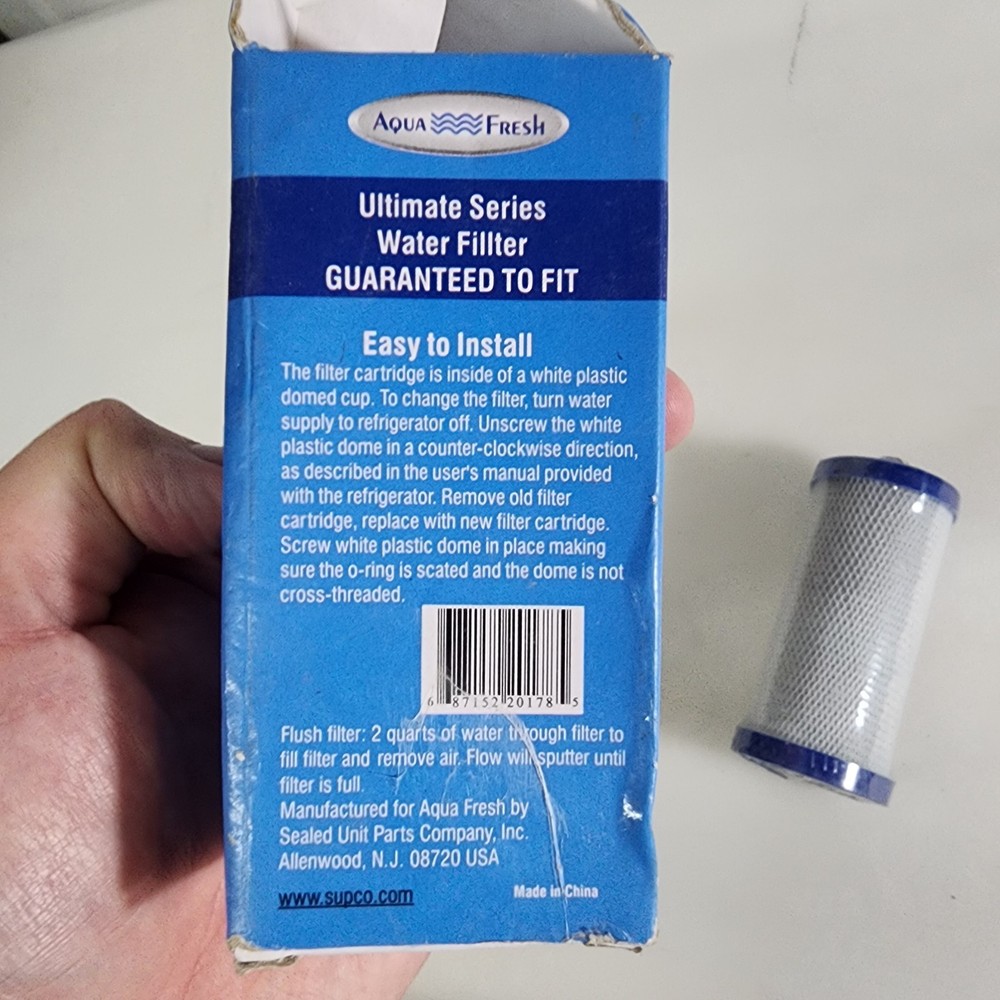 AQUA FRESH
Ultimate Series
Water Fillter
GUARANTEED TO FIT
Easy to Install
The filter cartridge is inside of a white plastic
domed cup. To change the filter, turn water
supply to refrigerator off. Unscrew the white
plastic dome in a counter-clockwise direction,
as described in the user's manual provided
with the refrigerator. Remove old filter
cartridge, replace with new filter cartridge.
Screw white plastic dome in place making
sure the o-ring is scated and the dome is not
cross-threaded.
6 87152 20178 5
Flush filter: 2 quarts of water through filter to
fill filter and remove air. Flow will sputter until
filter is full.
Manufactured for Aqua Fresh by
Sealed Unit Parts Company, Inc.
Allenwood, N.J. 08720 USA
www.supco.com
Made in China